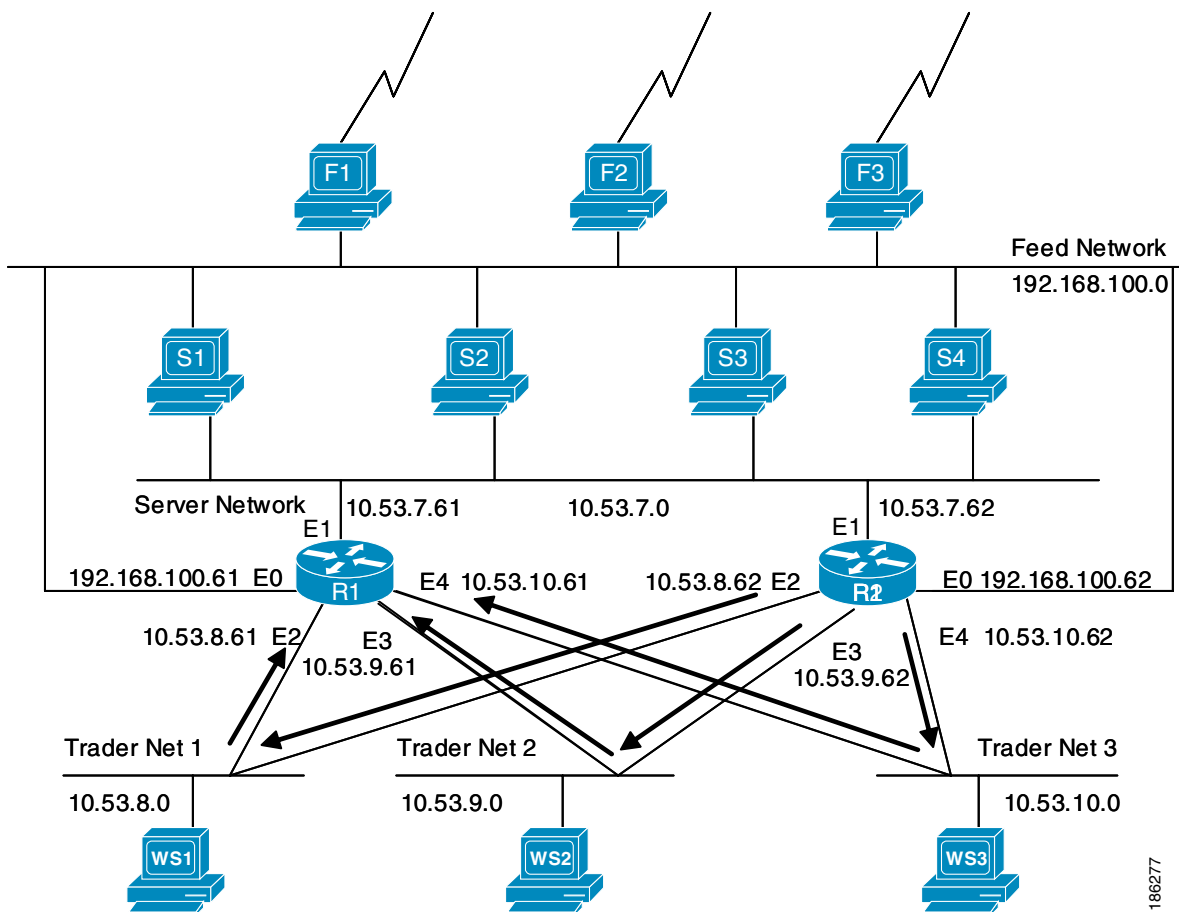 F1
F2
F3
Feed Network
192.168.100.0
S1
S2
S3
S4
Server Network
10.53.7.61
10.53.7.0
10.53.7.62
E1
E1
192.168.100.61 E0
R1
E4 10.53.10.61
10.53.8.62 E2
E0 192.168.100.62
10.53.8.61 E2
E3
10.53.9.61
E3
10.53.9.62
E4 10.53.10.62
Trader Net 1
Trader Net 2
Trader Net 3
10.53.8.0
10.53.9.0
10.53.10.0
WS1
WS2
WS3
186277